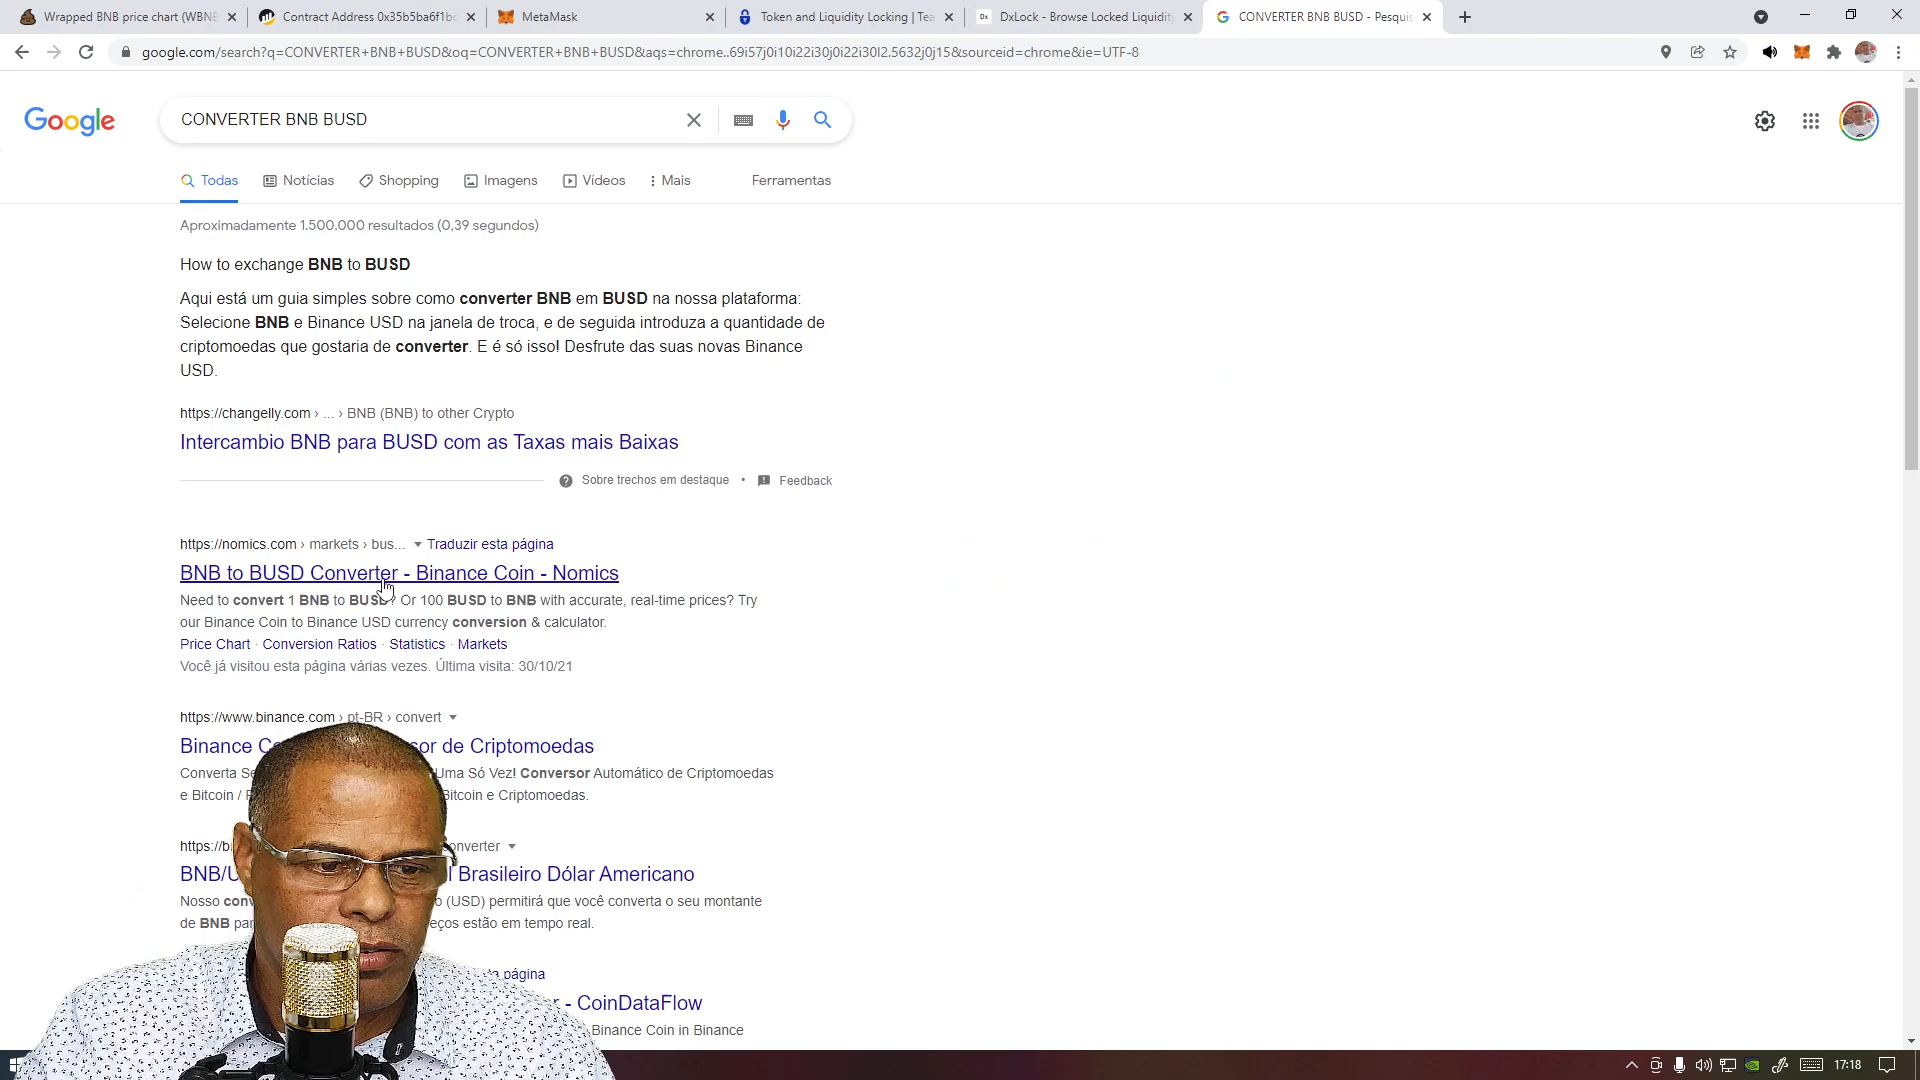 Wrapped BNB price chart (WBNB
Contract Address 0x35b5ba6f1bc
MetaMask
Token and Liquidity Locking | Tea
DxLock - Browse Locked Liquidity
CONVERTER BNB BUSD - Pesquis
google.com/search?q=CONVERTER+BNB+BUSD&oq=CONVERTER+BNB+BUSD&aqs=chrome..69i57j0i10i22i30j0i22i30l2.5632j0j15&sourceid=chrome&ie=UTF-8
Google
CONVERTER BNB BUSD
Todas
Notícias
Shopping
Imagens
Vídeos
Mais
Ferramentas
Aproximadamente 1.500.000 resultados (0,39 segundos)
How to exchange BNB to BUSD
Aqui está um guia simples sobre como converter BNB em BUSD na nossa plataforma:
Selecione BNB e Binance USD na janela de troca, e de seguida introduza a quantidade de
criptomoedas que gostaria de converter. E é só isso! Desfrute das suas novas Binance
USD.
https://changelly.com › ... › BNB (BNB) to other Crypto
Intercambio BNB para BUSD com as Taxas mais Baixas
Sobre trechos em destaque • Feedback
https://nomics.com › markets › bus... Traduzir esta página
BNB to BUSD Converter - Binance Coin - Nomics
Need to convert 1 BNB to BUSD? Or 100 BUSD to BNB with accurate, real-time prices? Try
our Binance Coin to Binance USD currency conversion & calculator.
Price Chart · Conversion Ratios · Statistics · Markets
Você já visitou esta página várias vezes. Última visita: 30/10/21
https://www.binance.com › pt-BR › convert
Binance Co sor de Criptomoedas
Converta Se Uma Só Vez! Conversor Automático de Criptomoedas
e Bitcoin / Bitcoin e Criptomoedas.
https://b onverter
BNB/U l Brasileiro Dólar Americano
Nosso conv o (USD) permitirá que você converta o seu montante
de BNB par eços estão em tempo real.
ta página
r - CoinDataFlow
Binance Coin in Binance
17:18